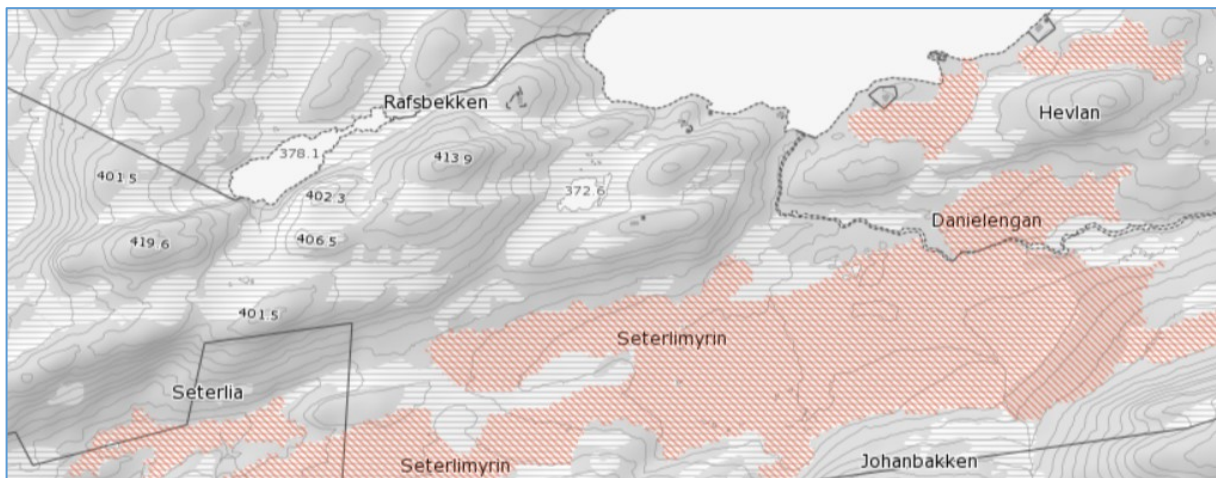 Rafsbekken
Hevlan
378.1
413.9
401.5
402.3
372.6
Danielengan
419.6
406.5
401.5
Seterlimyrin
Seterlia
Seterlimyrin
Johanbakken